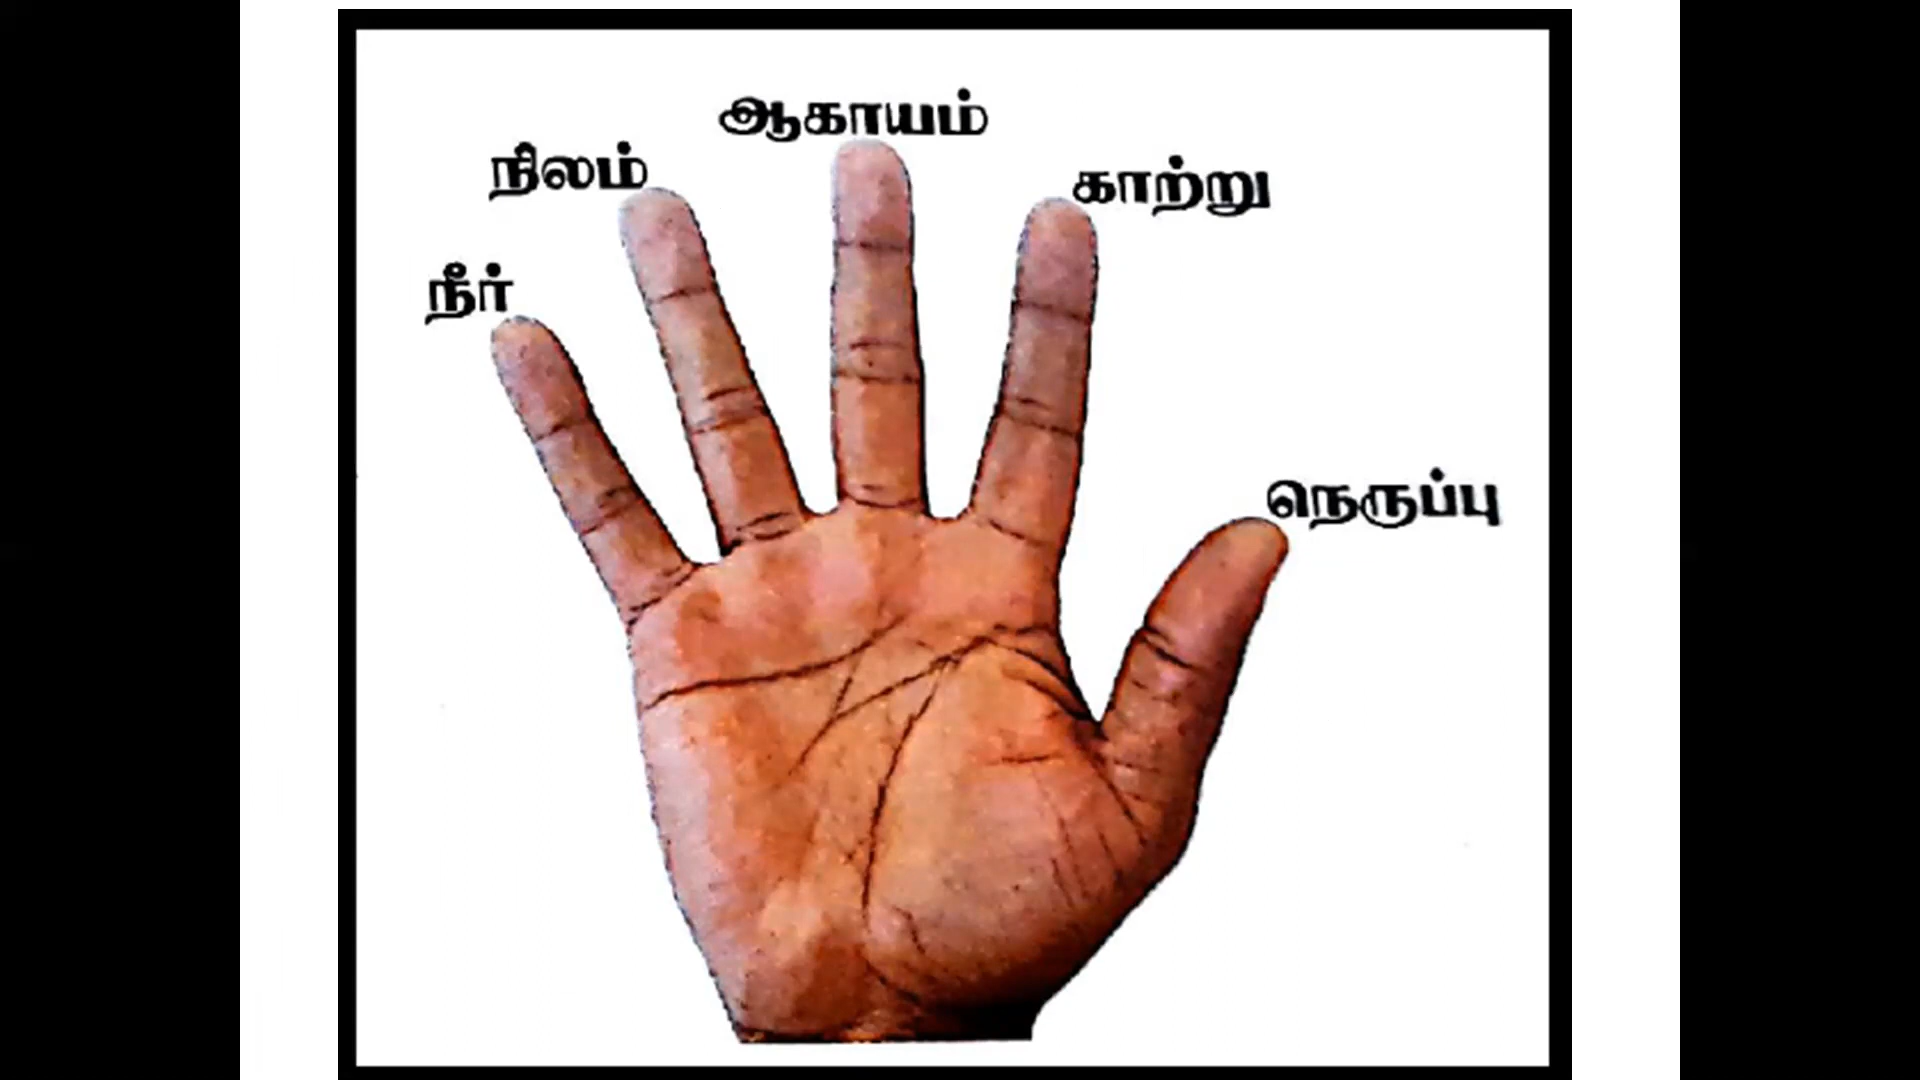 ஆகாயம்
நிலம்
காற்று
நீர்
நெருப்பு